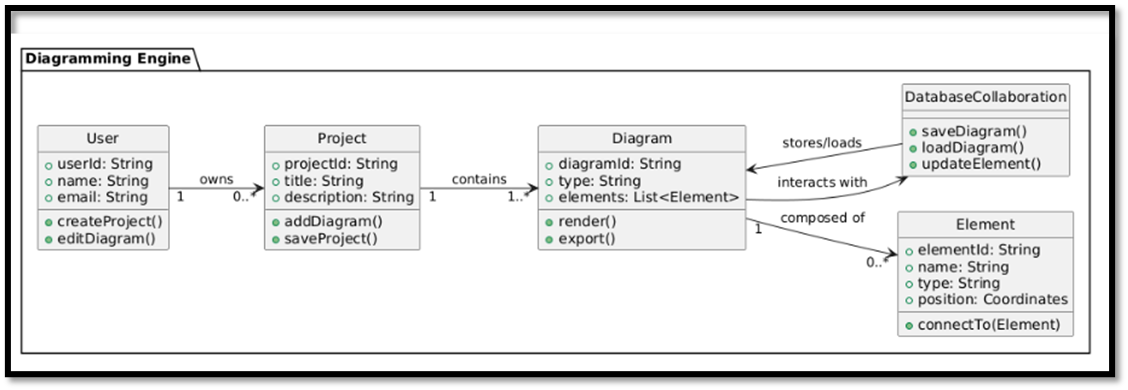 Diagramming Engine
User
userId: String
name: String
email: String
createProject()
editDiagram()
owns
1
0..*
Project
projectId: String
title: String
description: String
addDiagram()
saveProject()
contains
1
1..*
Diagram
diagramId: String
type: String
elements: List<Element>
render()
export()
stores/loads
interacts with
composed of
1
0..*
DatabaseCollaboration
saveDiagram()
loadDiagram()
updateElement()
Element
elementId: String
name: String
type: String
position: Coordinates
connectTo(Element)